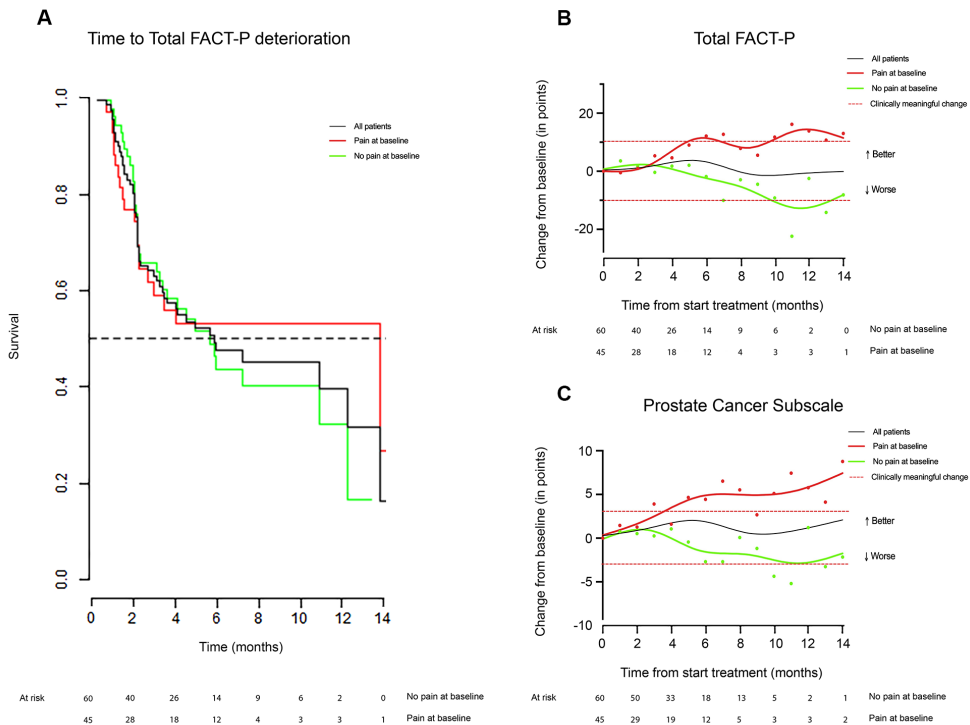 A
Time to Total FACT-P deterioration
Survival
1.0
0.8
0.6
0.4
0.2
0.0
All patients
Pain at baseline
No pain at baseline
0 2 4 6 8 10 12 14
Time (months)
At risk 60 40 26 14 9 6 2 0 No pain at baseline
45 28 18 12 4 3 3 1 Pain at baseline
B
Total FACT-P
All patients
Pain at baseline
No pain at baseline
Clinically meaningful change
Change from baseline (in points)
20
0
-20
↑ Better
↓ Worse
0 2 4 6 8 10 12 14
Time from start treatment (months)
At risk 60 40 26 14 9 6 2 0 No pain at baseline
45 28 18 12 4 3 3 1 Pain at baseline
C
Prostate Cancer Subscale
All patients
Pain at baseline
No pain at baseline
Clinically meaningful change
Change from baseline (in points)
10
5
0
-5
-10
↑ Better
↓ Worse
0 2 4 6 8 10 12 14
Time from start treatment (months)
At risk 60 50 33 18 13 5 2 1 No pain at baseline
45 29 19 12 5 3 3 2 Pain at baseline